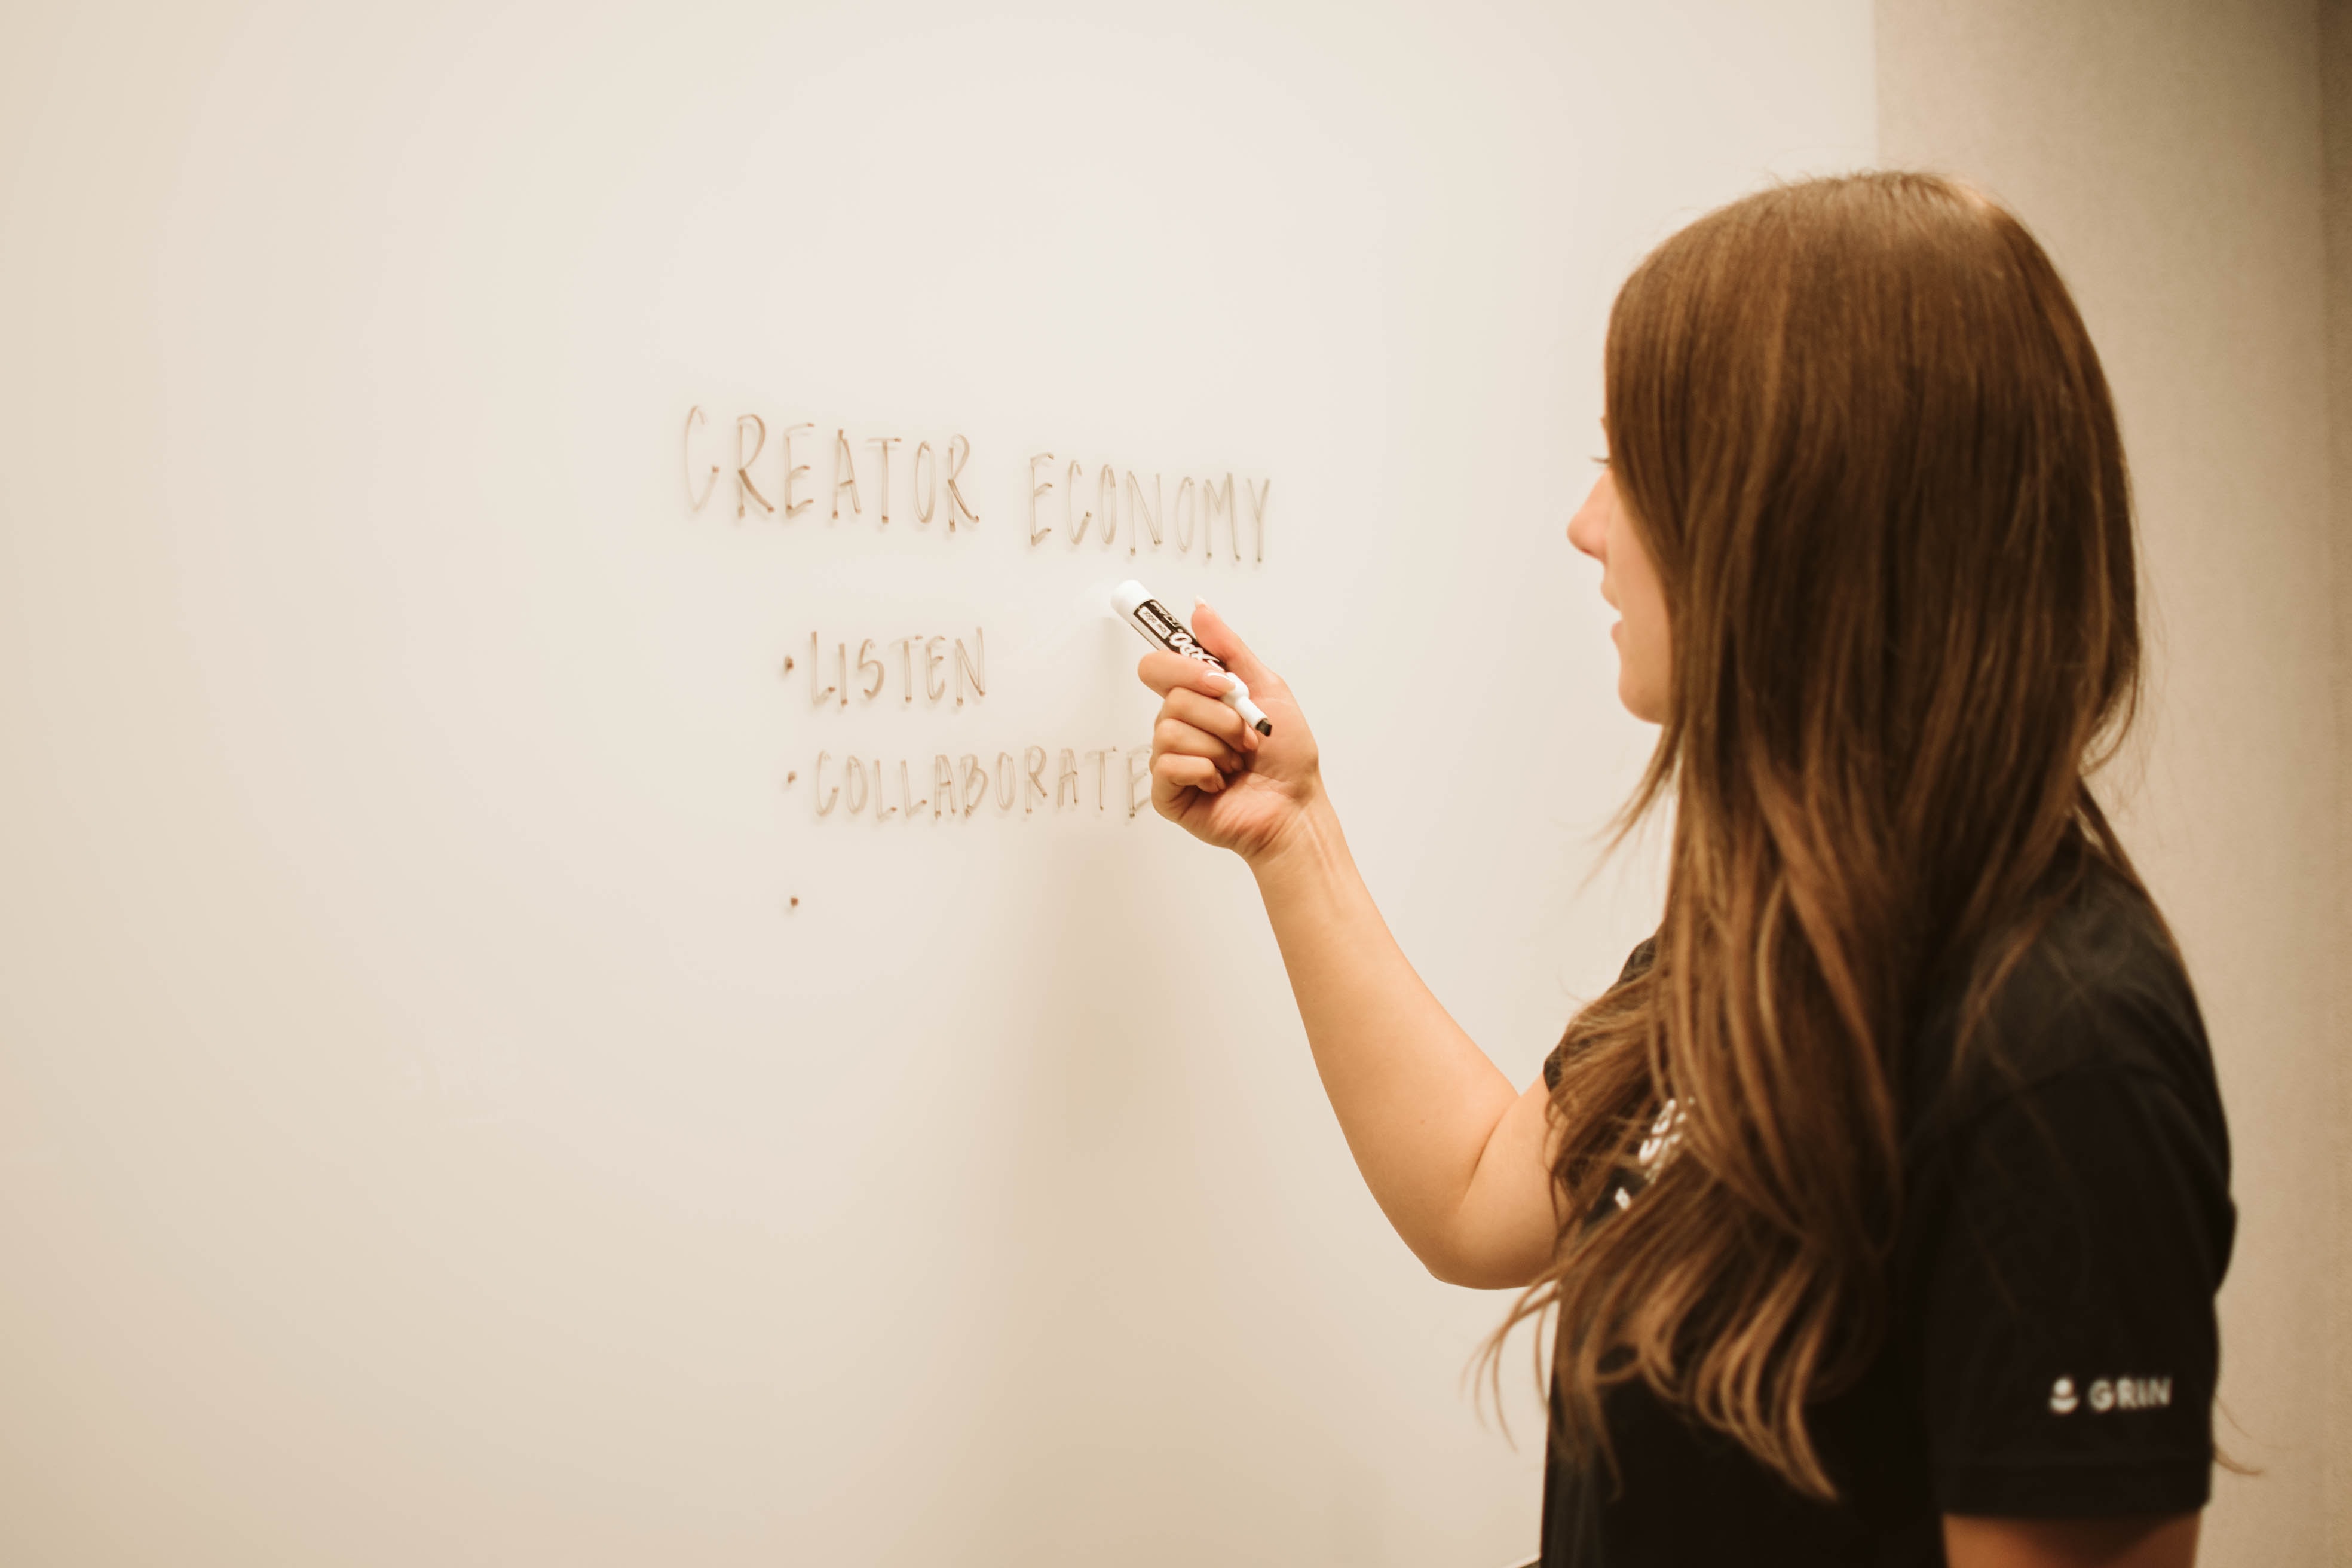 CREATOR ECONOMY
• LISTEN
• COLLABORATE
•
GRIN